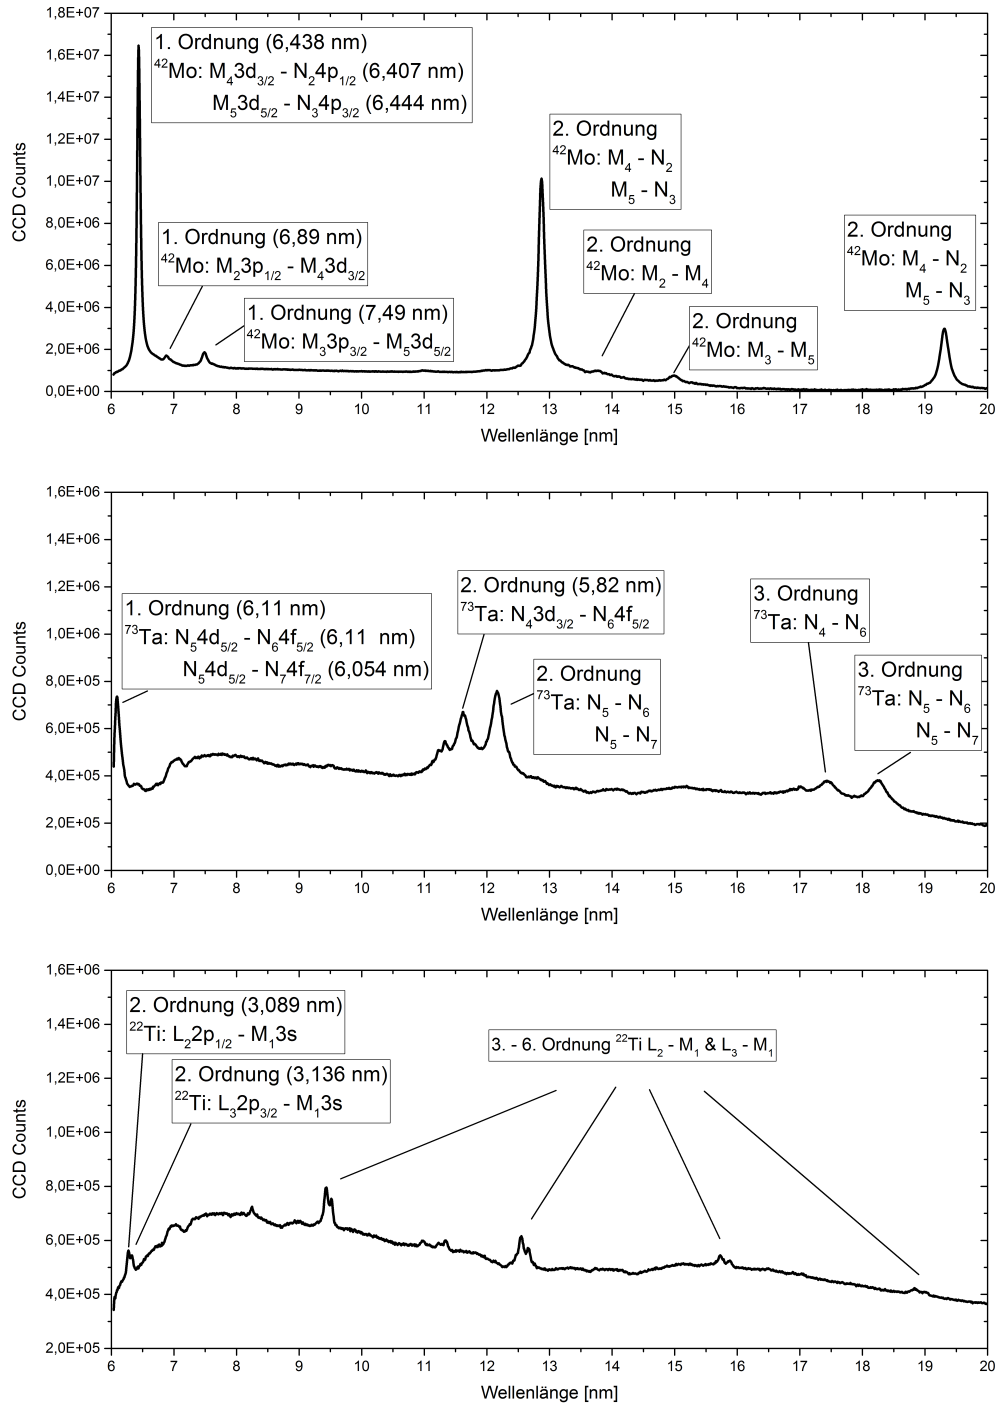 1,8E+07
1,6E+07
1,4E+07
1,2E+07
1,0E+07
8,0E+06
6,0E+06
4,0E+06
2,0E+06
0,0E+00
CCD Counts
1. Ordnung (6,438 nm)
42Mo: M43d3/2 - N24p1/2 (6,407 nm)
M53d5/2 - N34p3/2 (6,444 nm)
1. Ordnung (6,89 nm)
42Mo: M23p1/2 - M43d3/2
1. Ordnung (7,49 nm)
42Mo: M33p3/2 - M53d5/2
2. Ordnung
42Mo: M4 - N2
M5 - N3
2. Ordnung
42Mo: M2 - M4
2. Ordnung
42Mo: M3 - M5
2. Ordnung
42Mo: M4 - N2
M5 - N3
6 7 8 9 10 11 12 13 14 15 16 17 18 19 20
Wellenlänge [nm]
1,6E+06
1,4E+06
1,2E+06
1,0E+06
8,0E+05
6,0E+05
4,0E+05
2,0E+05
0,0E+00
CCD Counts
1. Ordnung (6,11 nm)
73Ta: N54d5/2 - N64f5/2 (6,11 nm)
N54d5/2 - N74f7/2 (6,054 nm)
2. Ordnung (5,82 nm)
73Ta: N43d3/2 - N64f5/2
2. Ordnung
73Ta: N5 - N6
N5 - N7
3. Ordnung
73Ta: N4 - N6
3. Ordnung
73Ta: N5 - N6
N5 - N7
6 7 8 9 10 11 12 13 14 15 16 17 18 19 20
Wellenlänge [nm]
1,6E+06
1,4E+06
1,2E+06
1,0E+06
8,0E+05
6,0E+05
4,0E+05
2,0E+05
CCD Counts
2. Ordnung (3,089 nm)
22Ti: L22p1/2 - M13s
2. Ordnung (3,136 nm)
22Ti: L32p3/2 - M13s
3. - 6. Ordnung 22Ti L2 - M1 & L3 - M1
6 7 8 9 10 11 12 13 14 15 16 17 18 19 20
Wellenlänge [nm]